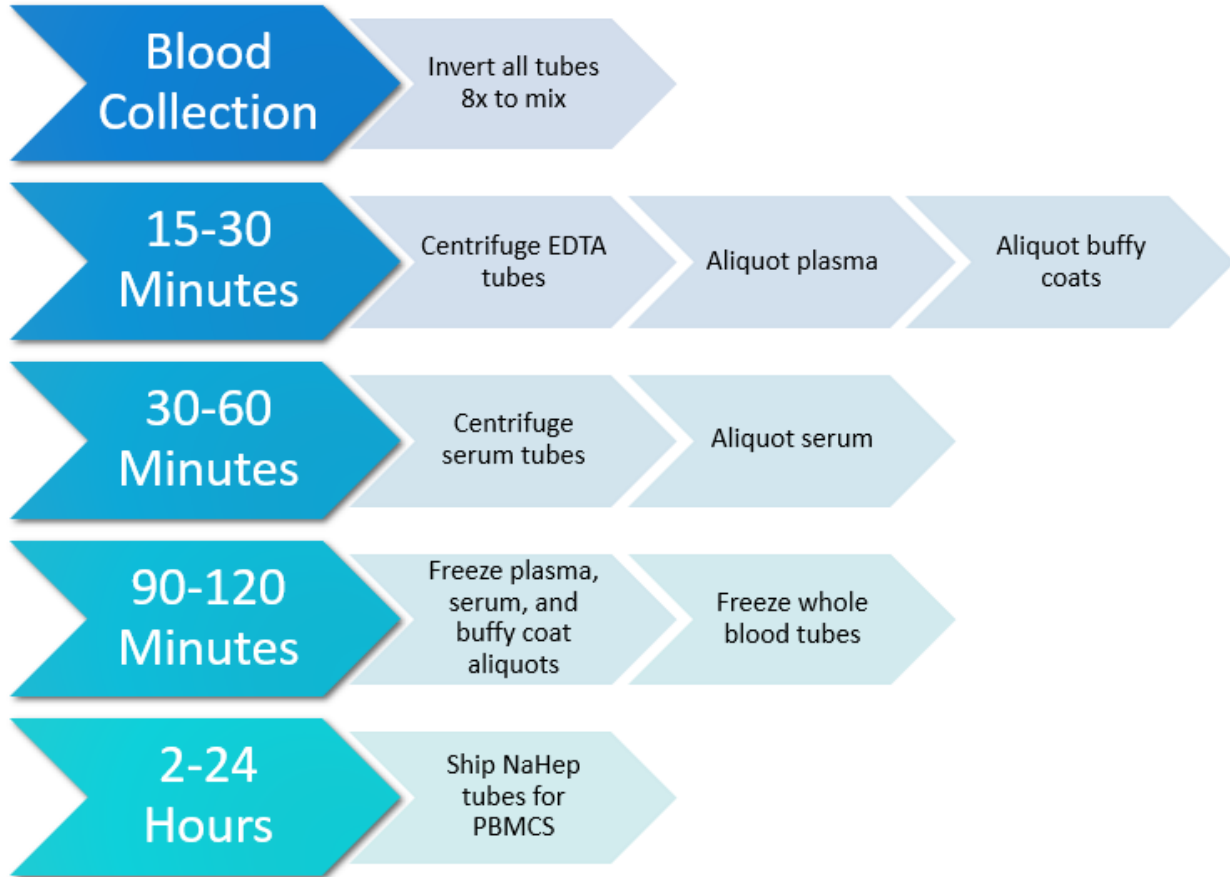 Blood
Collection
Invert all tubes
8x to mix
15-30
Minutes
Centrifuge EDTA
tubes
Aliquot plasma
Aliquot buffy
coats
30-60
Minutes
Centrifuge
serum tubes
Aliquot serum
90-120
Minutes
Freeze plasma,
serum, and
buffy coat
aliquots
Freeze whole
blood tubes
2-24
Hours
Ship NaHep
tubes for
PBMCS